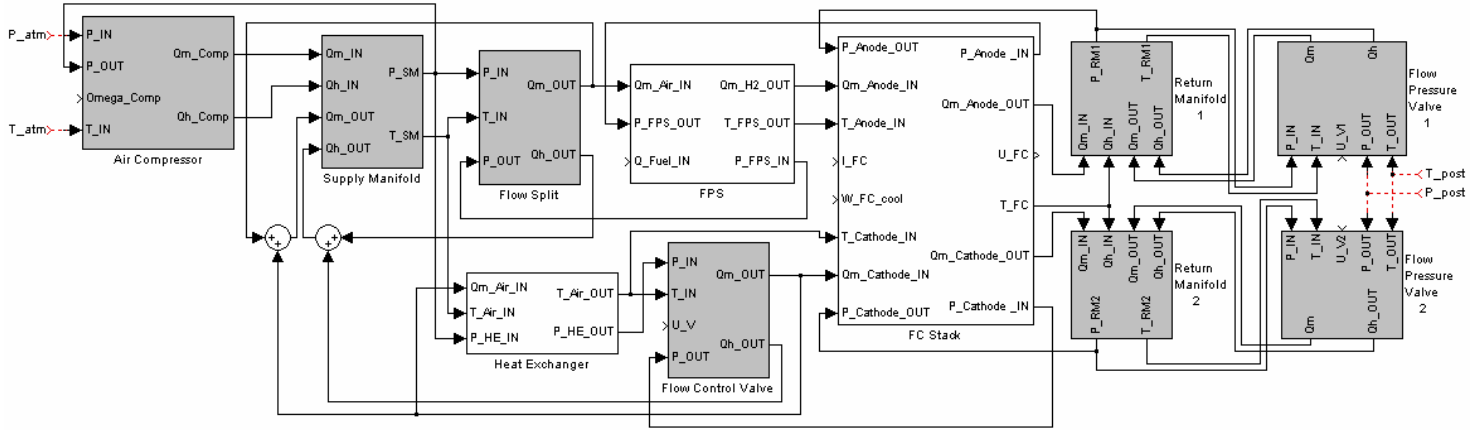 P_atm
T_atm
P_IN
P_OUT
Omega_Comp
T_IN
Qm_Comp
Qh_Comp
Air Compressor
Qm_IN
Qh_IN
Qm_OUT
Qh_OUT
P_SM
T_SM
Supply Manifold
P_IN
T_IN
P_OUT
Qm_OUT
Qh_OUT
Flow Split
Qm_Air_IN
P_FPS_OUT
Q_Fuel_IN
Qm_H2_OUT
T_FPS_OUT
P_FPS_IN
FPS
+
+
+
+
Qm_Air_IN
T_Air_IN
P_HE_IN
T_Air_OUT
P_HE_OUT
Heat Exchanger
P_IN
T_IN
U_V
P_OUT
Qm_OUT
Qh_OUT
Flow Control Valve
P_Anode_OUT
Qm_Anode_IN
T_Anode_IN
I_FC
W_FC_cool
T_Cathode_IN
Qm_Cathode_IN
P_Cathode_OUT
P_Anode_IN
Qm_Anode_OUT
U_FC
T_FC
Qm_Cathode_OUT
P_Cathode _IN
FC Stack
P_RM1
T_RM1
Qm_IN
Qh_IN
Qm_OUT
Qh_OUT
Return
Manifold
1
Qm
Qh
P_IN
T_IN
U_V1
P_OUT
T_OUT
Flow
Pressure
Valve
1
T_post
P_post
Qm_IN
Qh_IN
Qm_OUT
Qh_OUT
P_RM2
T_RM2
Return
Manifold
2
P_IN
T_IN
U_V2
P_OUT
T_OUT
Qm
Qh_OUT
Flow
Pressure
Valve
2